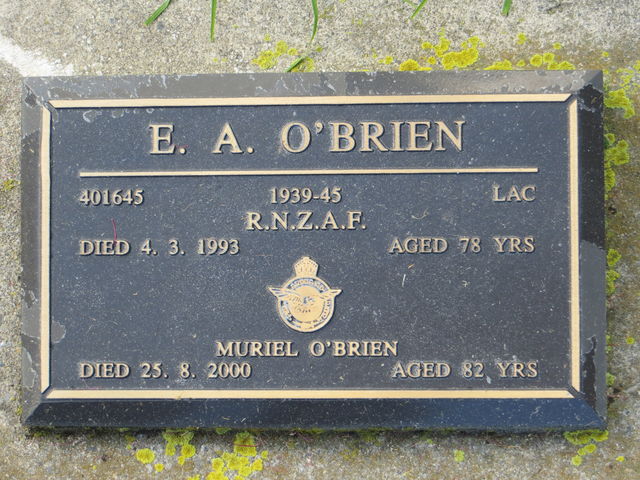 E. A. O'BRIEN
401645 1939-45 LAC
R.N.Z.A.F.
DIED 4. 3. 1993 AGED 78 YRS
MURIEL O'BRIEN
DIED 25. 8. 2000 AGED 82 YRS